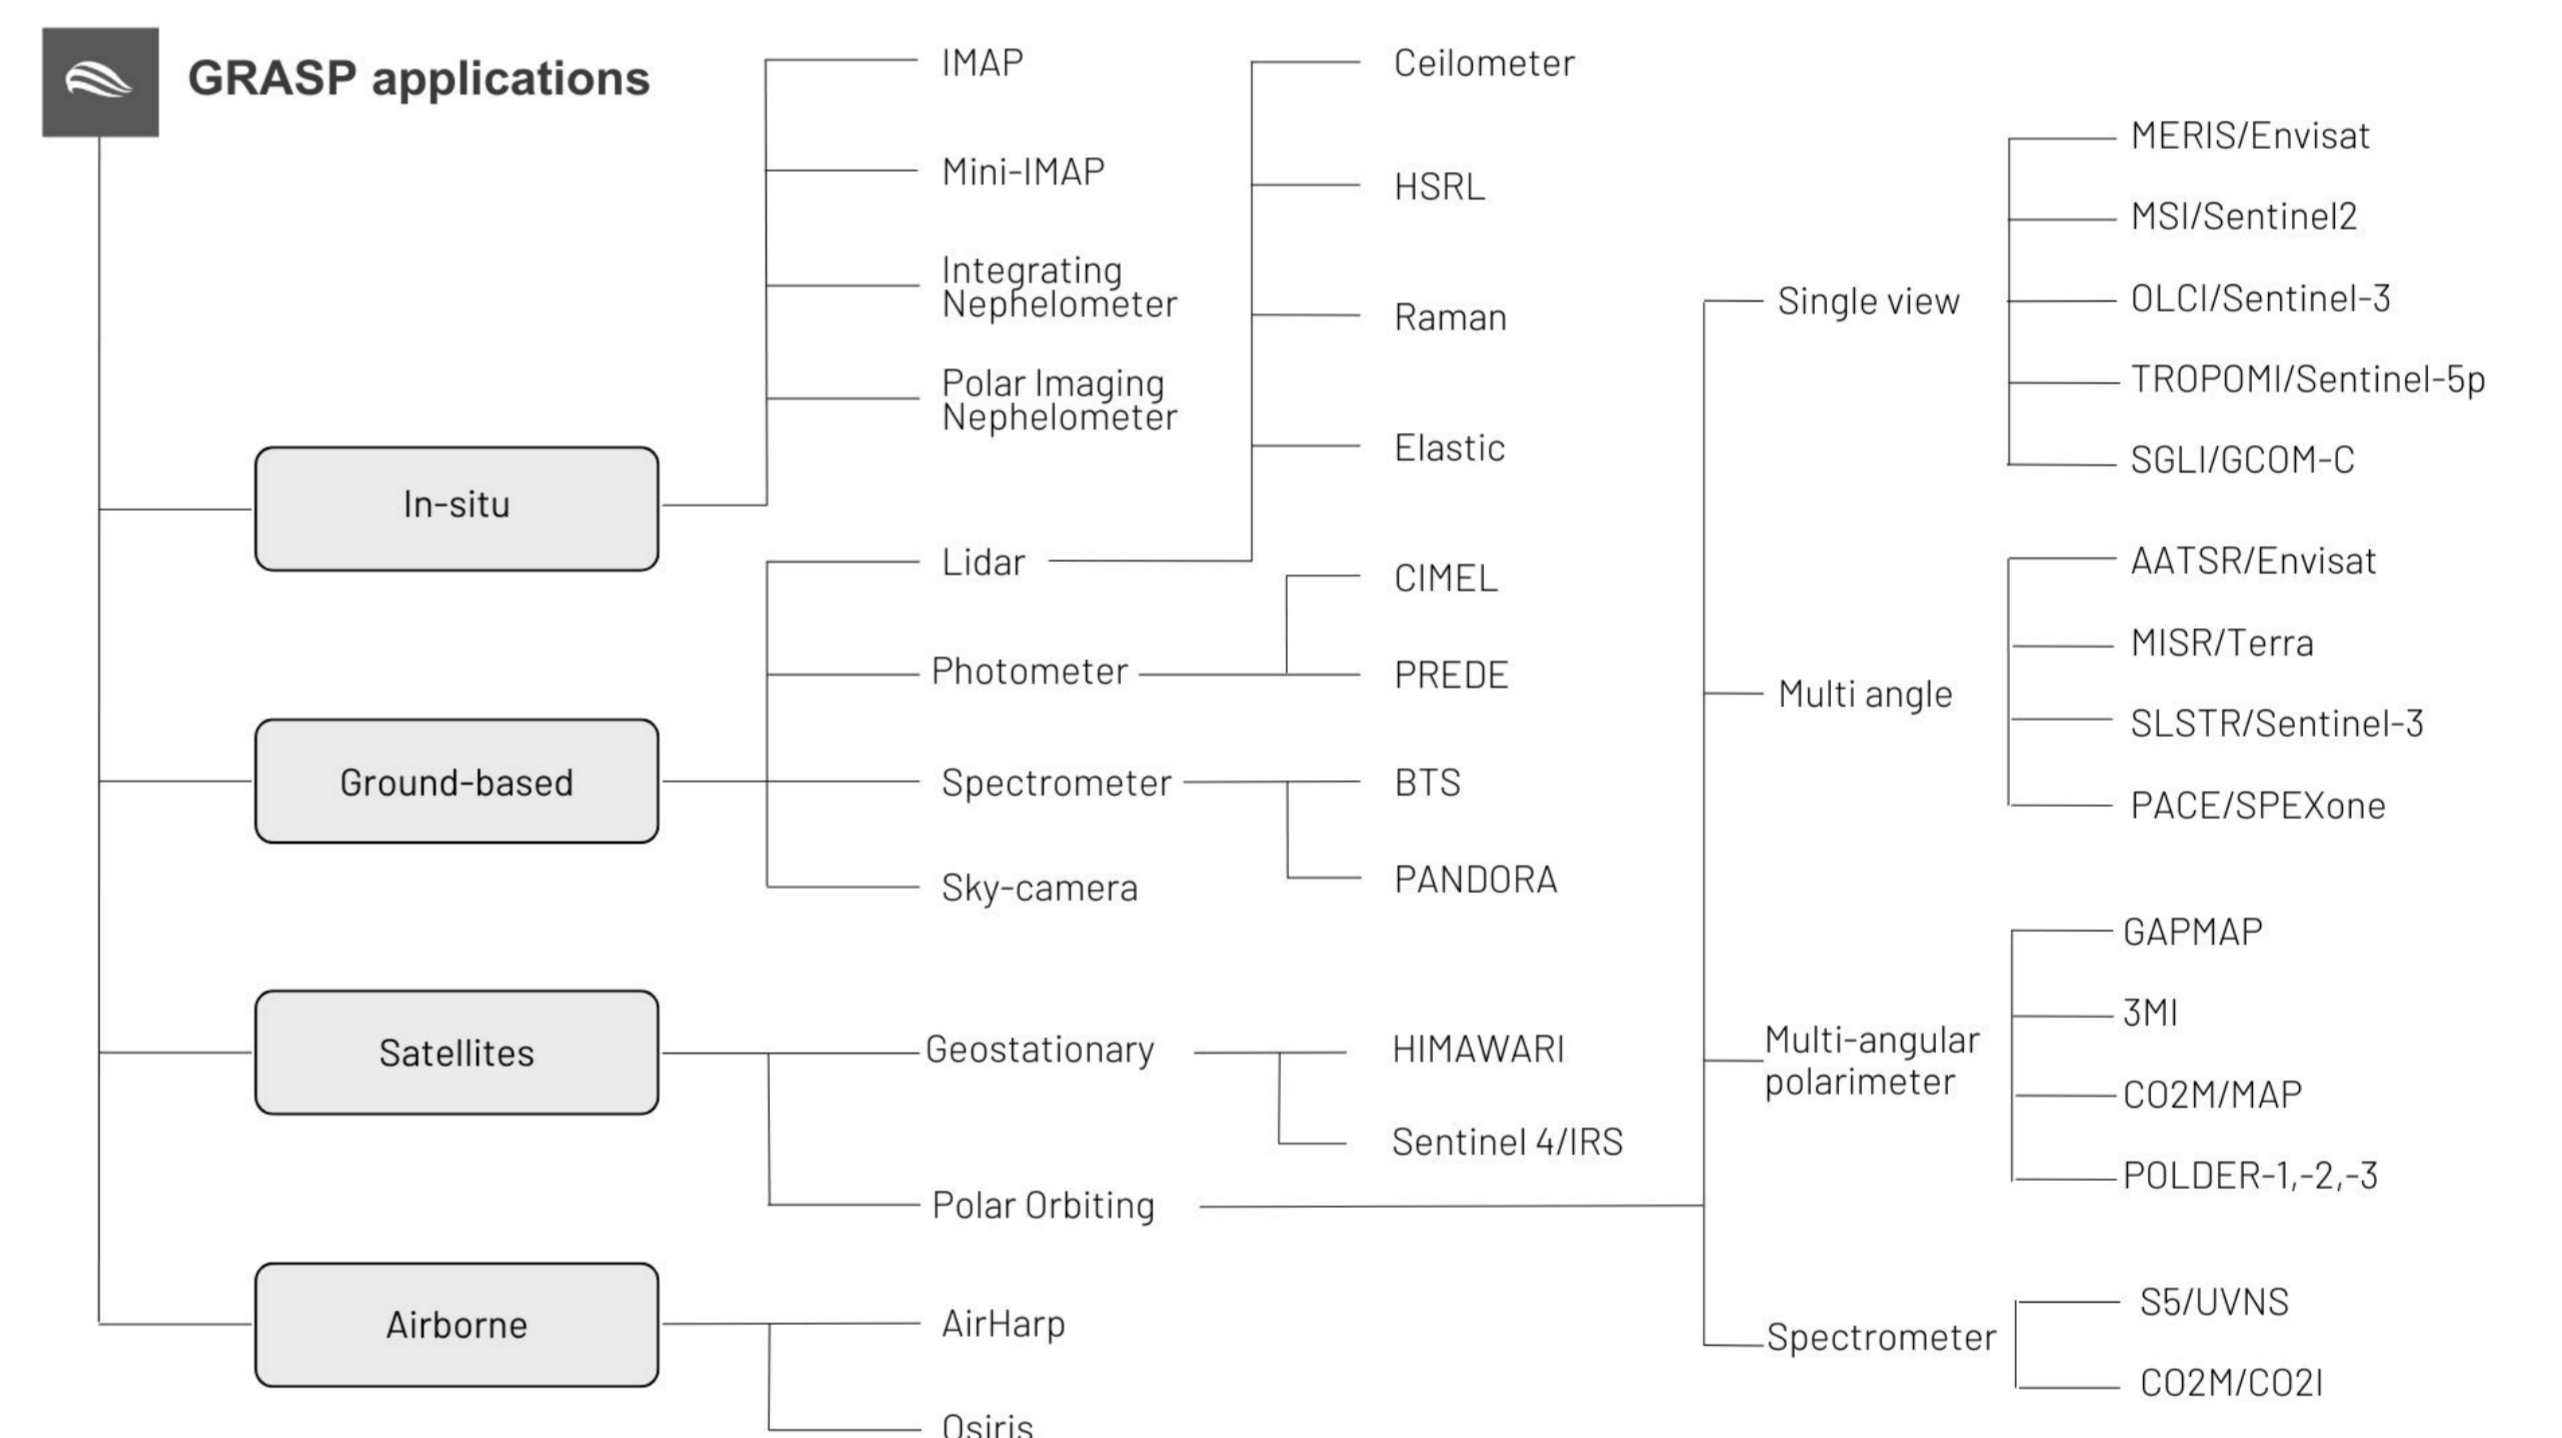 GRASP applications
In-situ
IMAP
Mini-IMAP
Integrating
Nephelometer
Polar Imaging
Nephelometer
Ground-based
Lidar
Ceilometer
HSRL
Raman
Elastic
Photometer
CIMEL
PREDE
Spectrometer
BTS
PANDORA
Sky-camera
Satellites
Geostationary
HIMAWARI
Sentinel 4/IRS
Polar Orbiting
Single view
MERIS/Envisat
MSI/Sentinel2
OLCI/Sentinel-3
TROPOMI/Sentinel-5p
SGLI/GCOM-C
Multi angle
AATSR/Envisat
MISR/Terra
SLSTR/Sentinel-3
PACE/SPEXone
Multi-angular
polarimeter
GAPMAP
3MI
CO2M/MAP
POLDER-1,-2,-3
Spectrometer
S5/UVNS
CO2M/CO2I
Airborne
AirHarp
Osiris